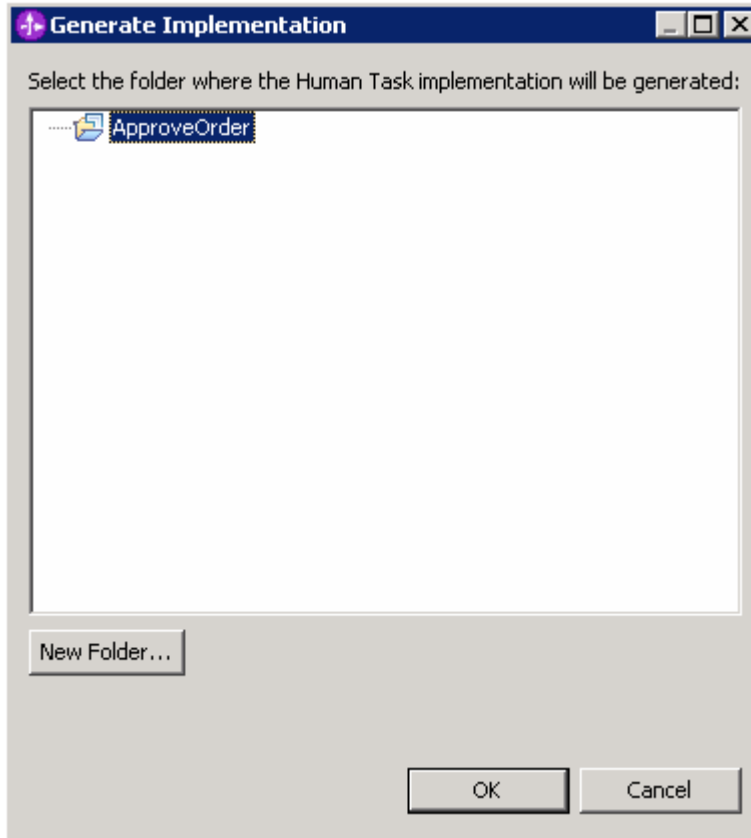 Generate Implementation
Select the folder where the Human Task implementation will be generated:
ApproveOrder
New Folder...
OK
Cancel